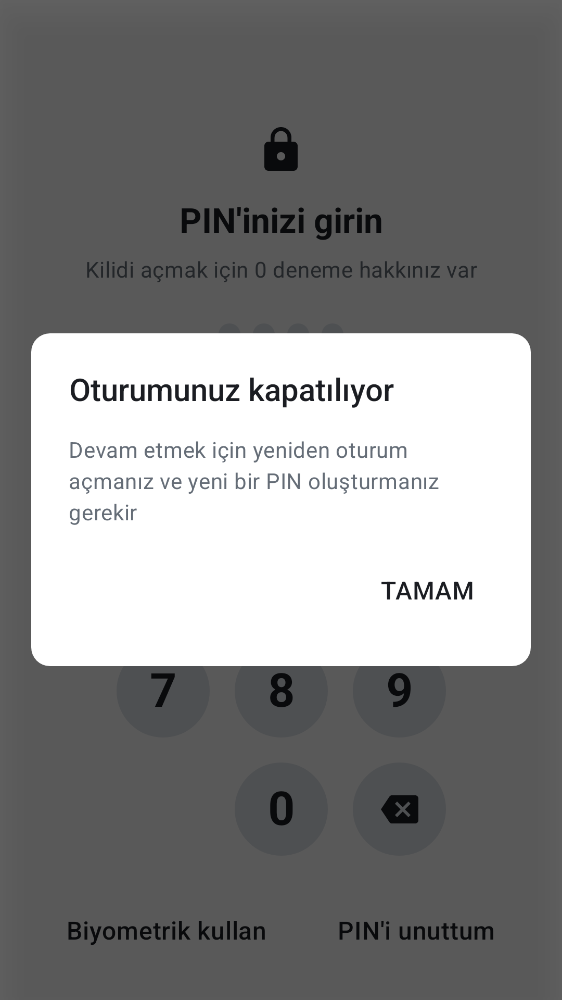 PIN'inizi girin
Kilidi açmak için 0 deneme hakkınız var
Oturumunuz kapatılıyor
Devam etmek için yeniden oturum
açmanız ve yeni bir PIN oluşturmanız
gerekir
TAMAM
7 8 9
0
Biyometrik kullan PIN'i unuttum